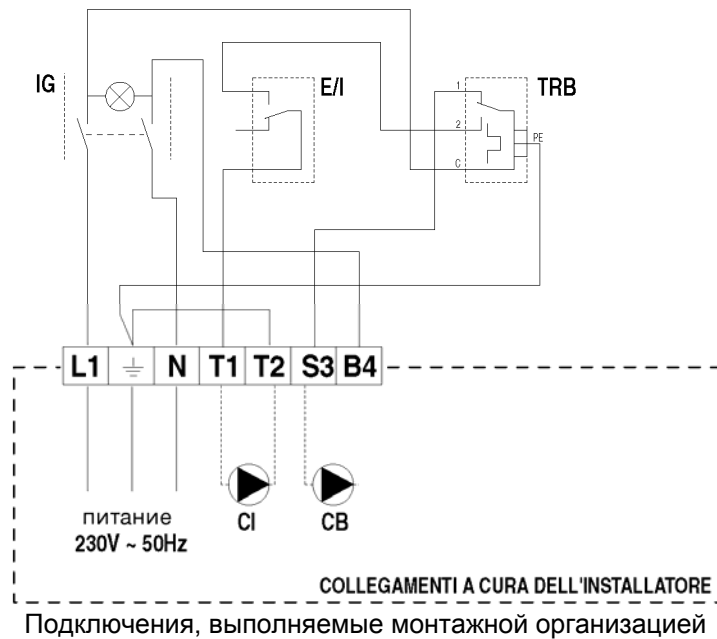 IG
E/I
TRB
1
2
C
PE
L1 ⏚ N T1 T2 S3 B4
питание
230V ~ 50Hz
CI
CB
COLLEGAMENTI A CURA DELL'INSTALLATORE
Подключения, выполняемые монтажной организацией